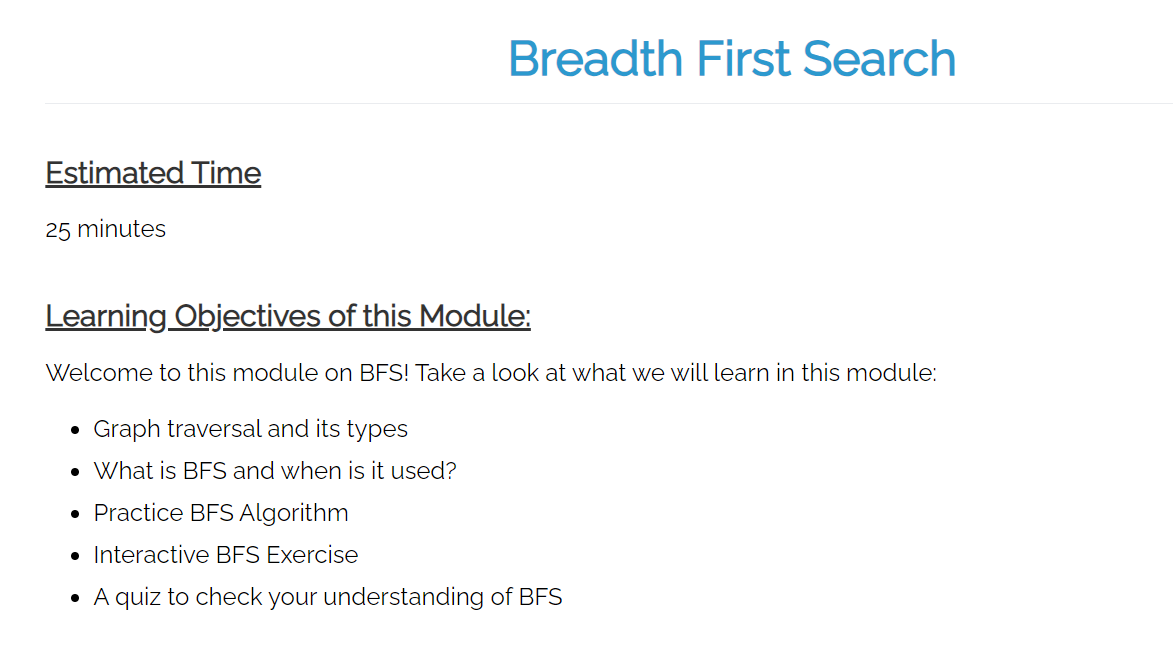 Breadth First Search
Estimated Time
25 minutes
Learning Objectives of this Module:
Welcome to this module on BFS! Take a look at what we will learn in this module:
• Graph traversal and its types
• What is BFS and when is it used?
• Practice BFS Algorithm
• Interactive BFS Exercise
• A quiz to check your understanding of BFS